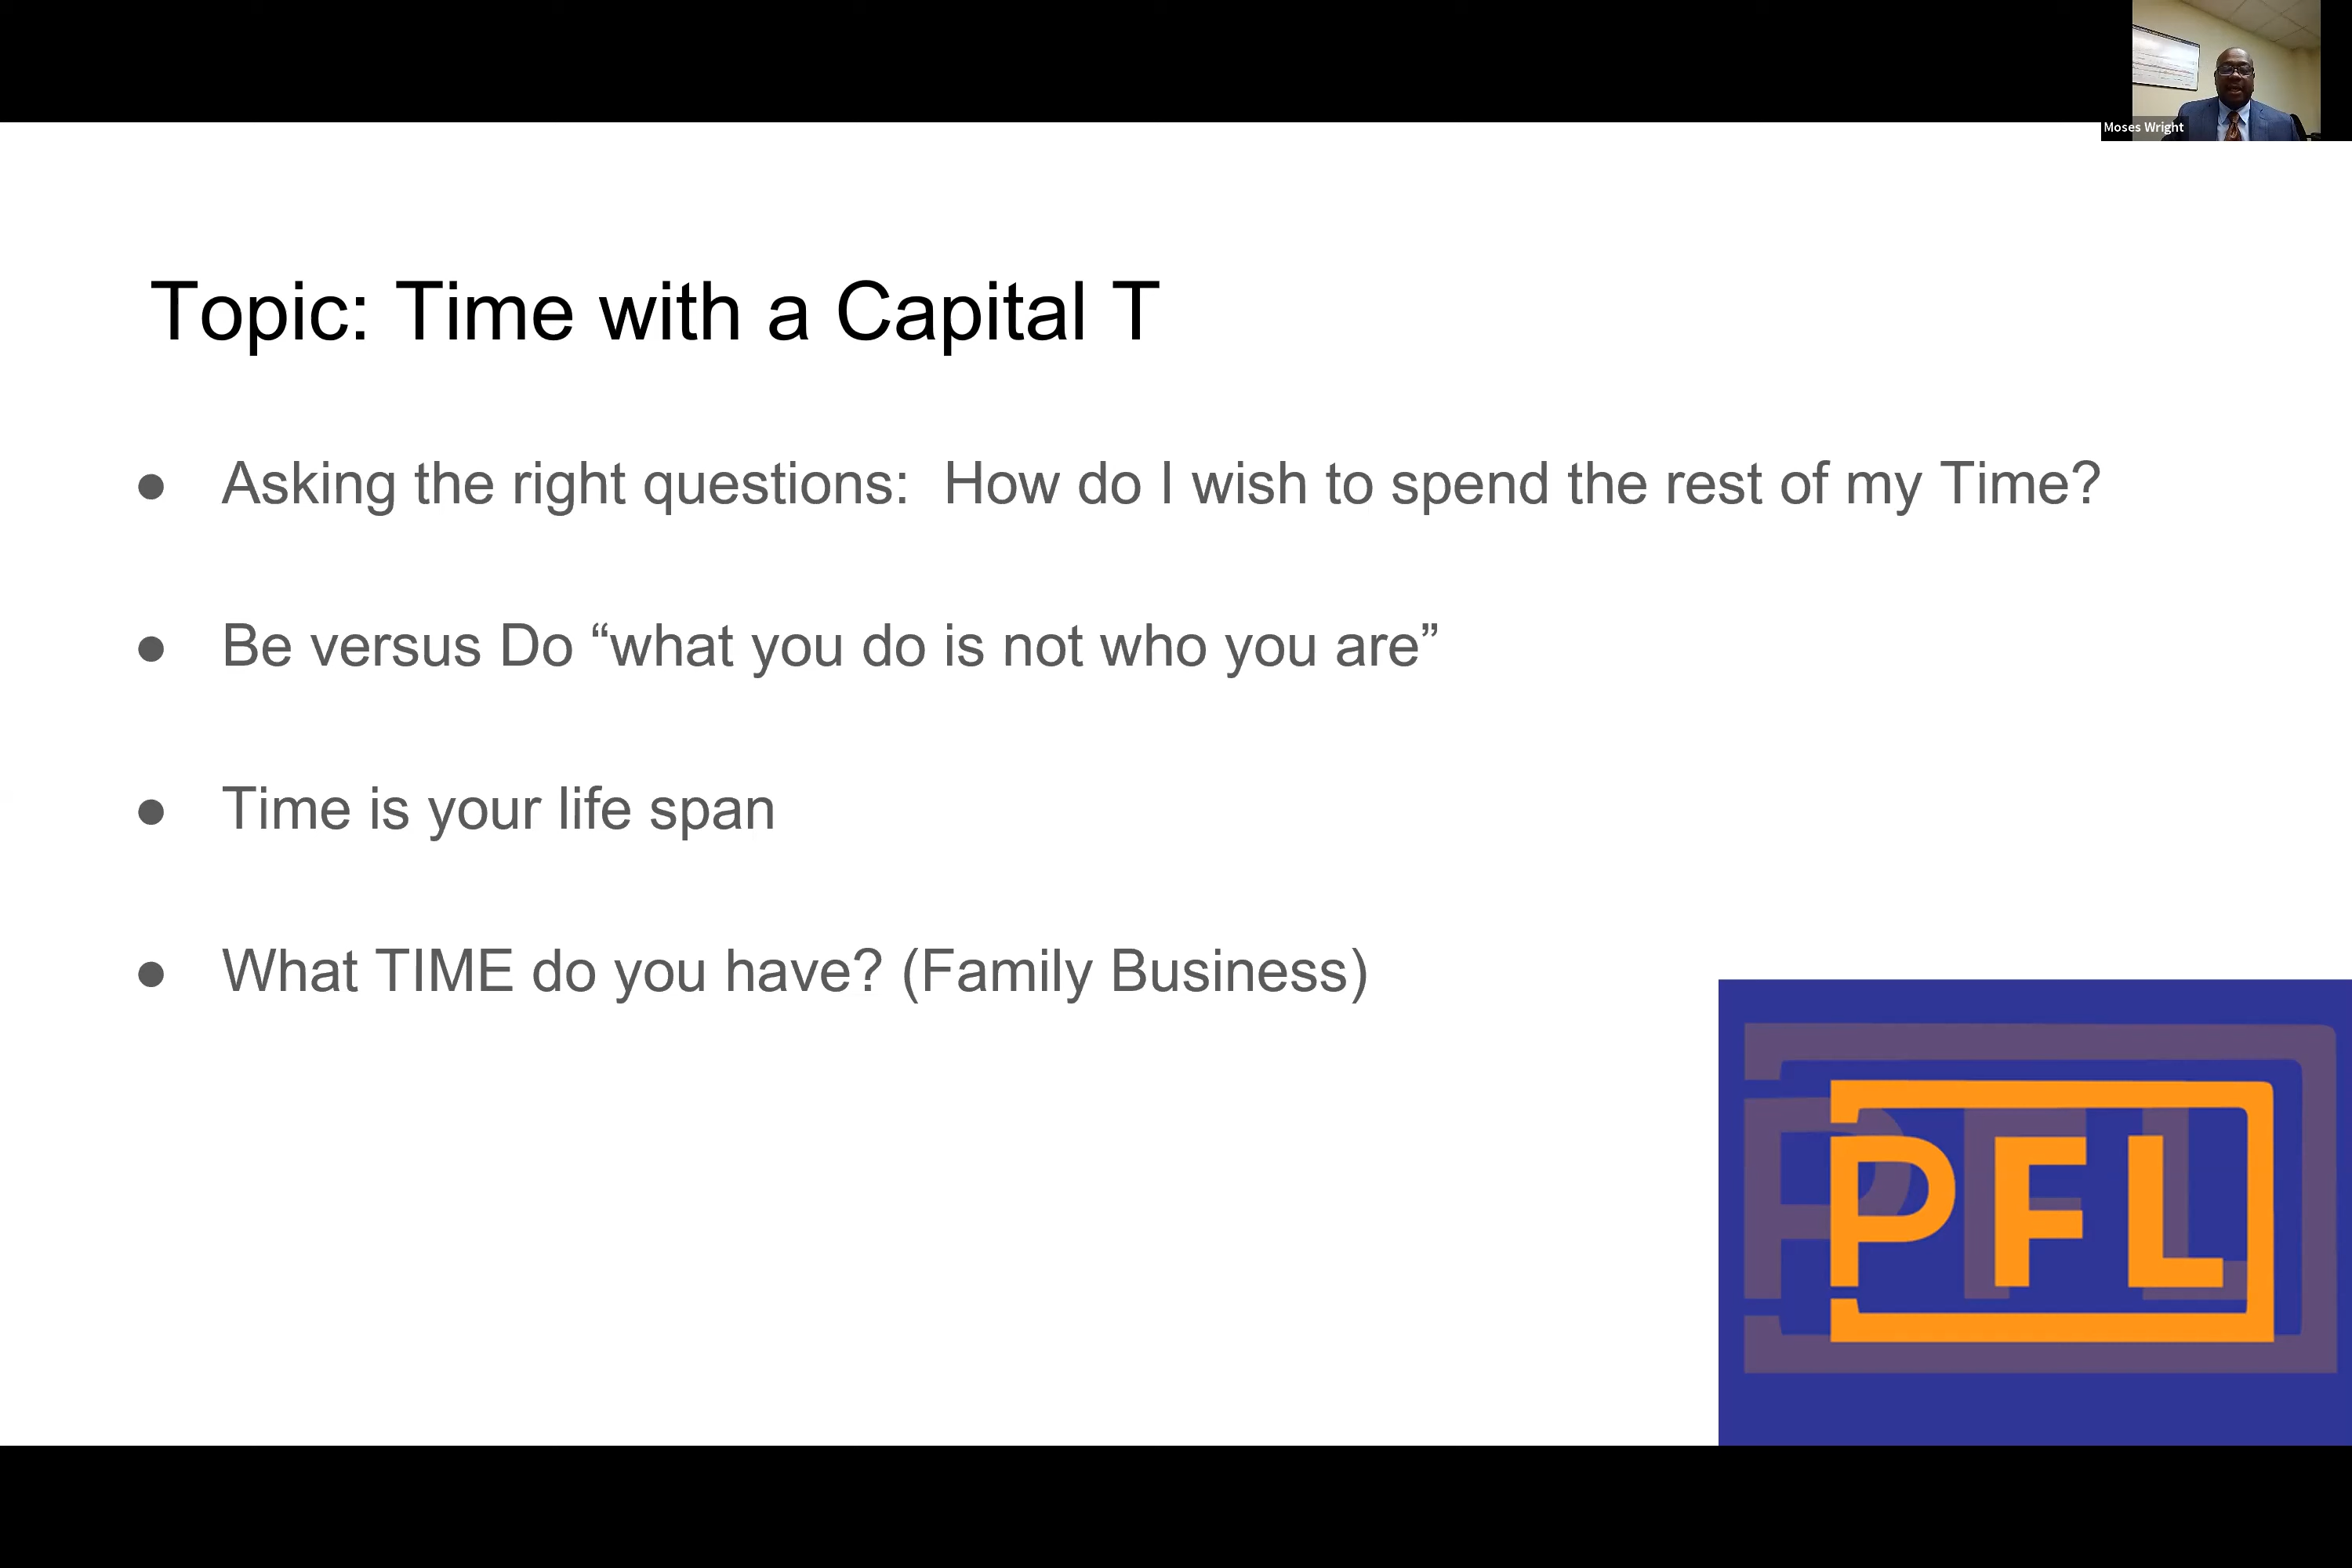 Moses Wright
Topic: Time with a Capital T
● Asking the right questions:  How do I wish to spend the rest of my Time?
● Be versus Do “what you do is not who you are”
● Time is your life span
● What TIME do you have? (Family Business)
PFL
PFL